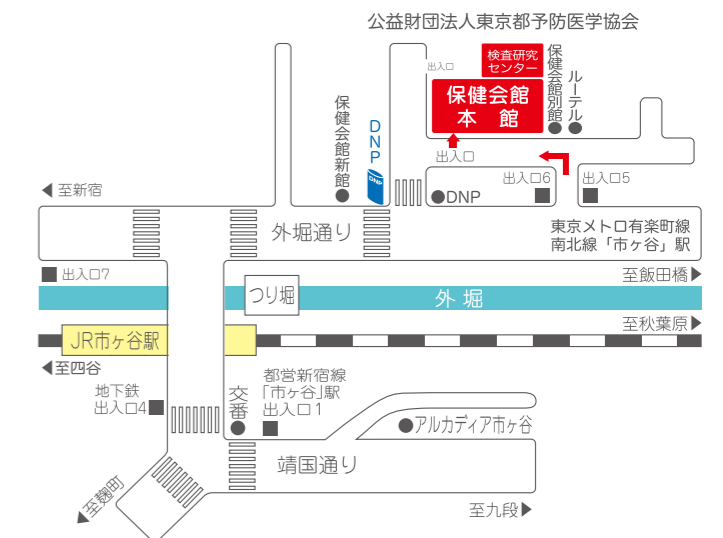 公益財団法人東京都予防医学協会
検査研究
センター
出入口
保健会館別館
ルーテル
保健会館
本館
保健会館新館
DNP
DNP
出入口
出入口6
出入口5
DNP
至新宿
外堀通り
東京メトロ有楽町線
南北線「市ヶ谷」駅
出入口7
至飯田橋
つり堀
外堀
至秋葉原
JR市ヶ谷駅
至四谷
都営新宿線
「市ヶ谷」駅
出入口1
地下鉄
出入口4
交番
アルカディア市ヶ谷
靖国通り
至麹町
至九段